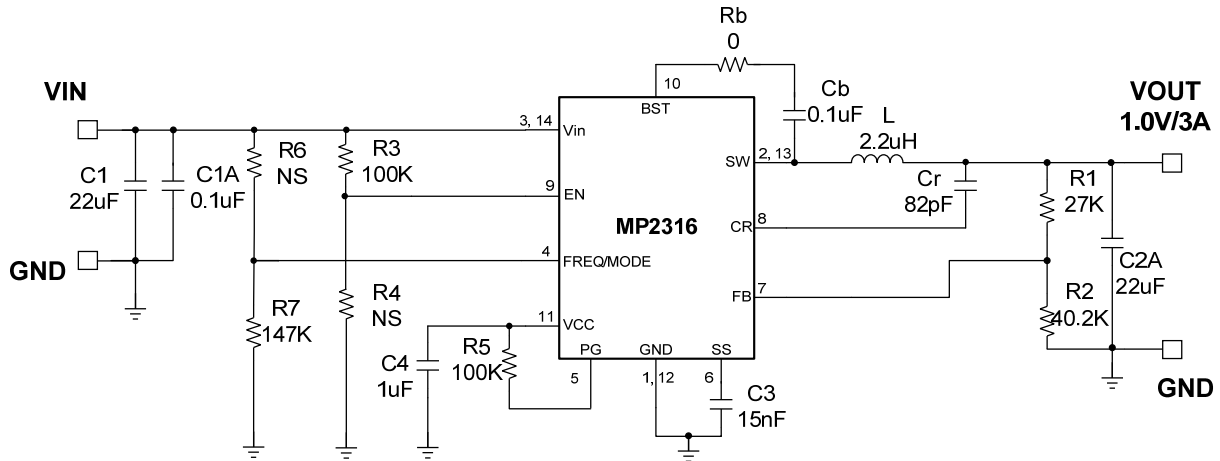 Rb
0
10
BST
Cb
0.1uF
VIN
VOUT
1.0V/3A
3, 14
Vin
L
2.2uH
SW
2, 13
R6
NS
R3
100K
C1
22uF
C1A
0.1uF
9
EN
Cr
82pF
R1
27K
MP2316
CR
8
GND
4
FREQ/MODE
C2A
22uF
R7
147K
R4
NS
FB
7
R2
40.2K
11
VCC
C4
1uF
R5
100K
PG
GND
SS
5
1, 12
6
C3
15nF
GND